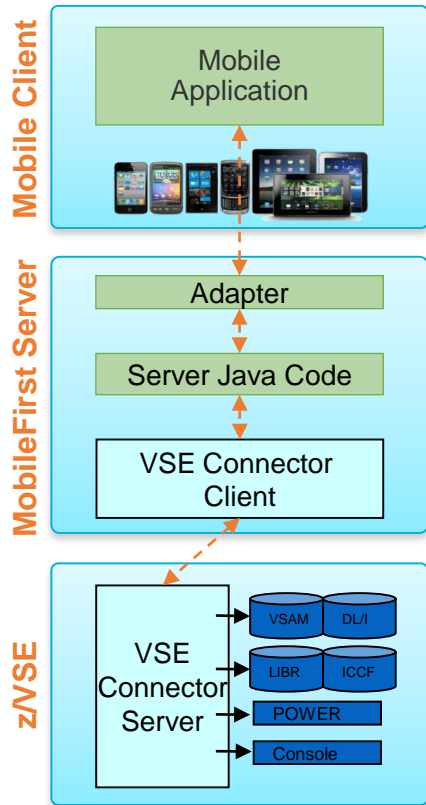 Mobile Client
Mobile
Application
MobileFirst Server
Adapter
Server Java Code
VSE Connector
Client
z/VSE
VSE
Connector
Server
VSAM
DL/I
LIBR
ICCF
POWER
Console